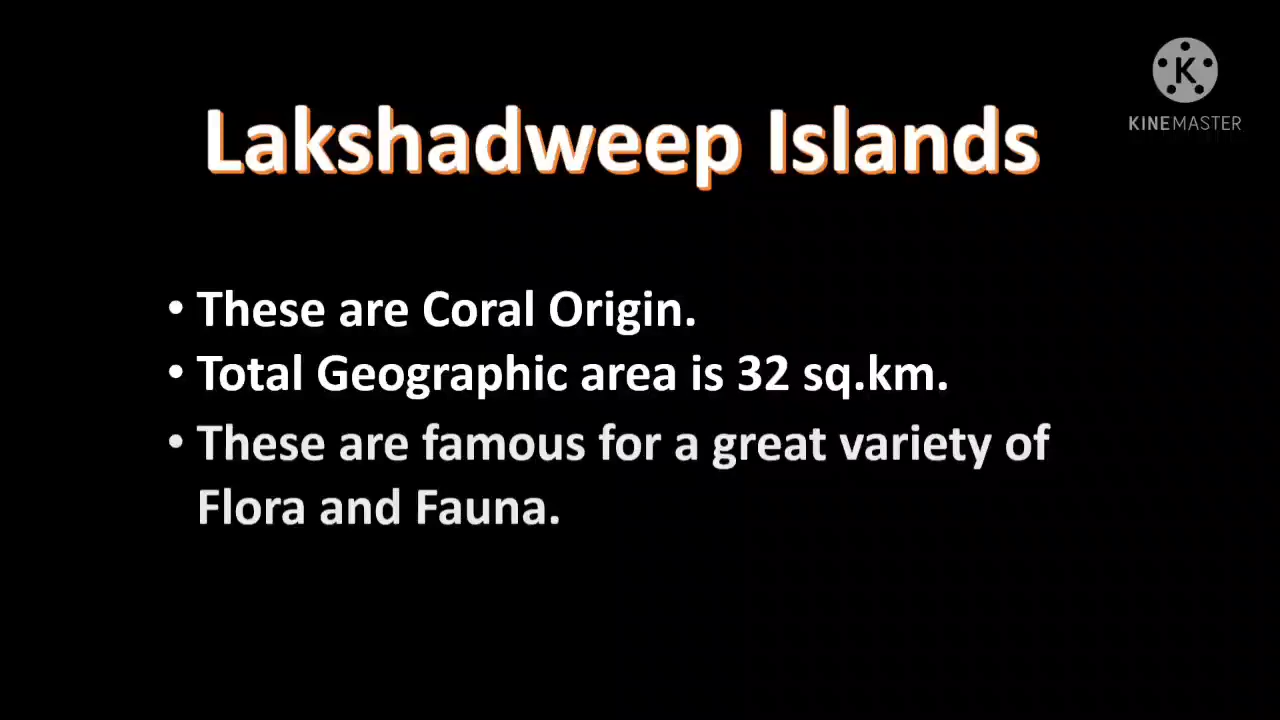 KINEMASTER
Lakshadweep Islands
• These are Coral Origin.
• Total Geographic area is 32 sq.km.
• These are famous for a great variety of
Flora and Fauna.